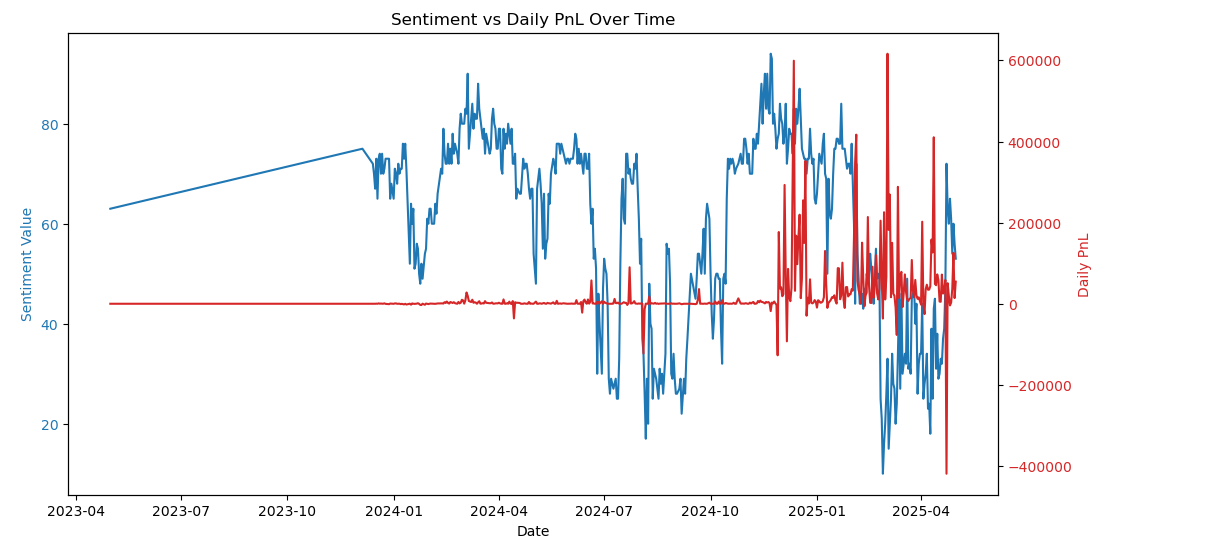 Sentiment vs Daily PnL Over Time
Sentiment Value
80
60
40
20
600000
400000
200000
0
−200000
−400000
Daily PnL
2023-04 2023-07 2023-10 2024-01 2024-04 2024-07 2024-10 2025-01 2025-04
Date